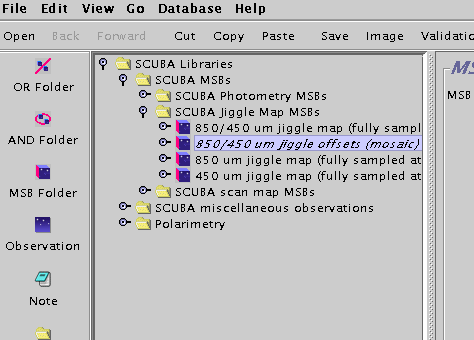 File Edit View Go Database Help
Open Back Forward Cut Copy Paste Save Image Validatio
OR Folder
AND Folder
MSB Folder
Observation
Note
SCUBA Libraries
SCUBA MSBs
SCUBA Photometry MSBs
SCUBA Jiggle Map MSBs
850/450 um jiggle map (fully sampl
850/450 um jiggle offsets (mosaic)
850 um jiggle map (fully sampled at
450 um jiggle map (fully sampled at
SCUBA scan map MSBs
SCUBA miscellaneous observations
Polarimetry
MS
MSB